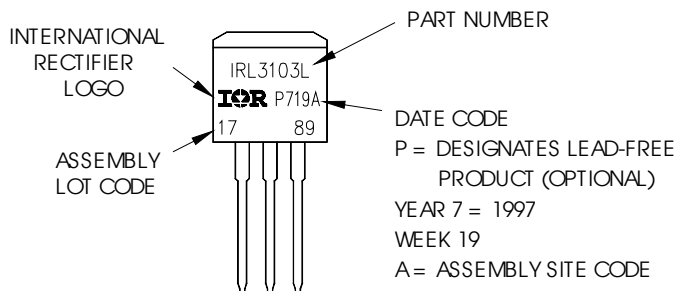 INTERNATIONAL
RECTIFIER
LOGO
ASSEMBLY
LOT CODE
IRL3103L
IOR P719A
17 89
PART NUMBER
DATE CODE
P = DESIGNATES LEAD-FREE
PRODUCT (OPTIONAL)
YEAR 7 = 1997
WEEK 19
A = ASSEMBLY SITE CODE